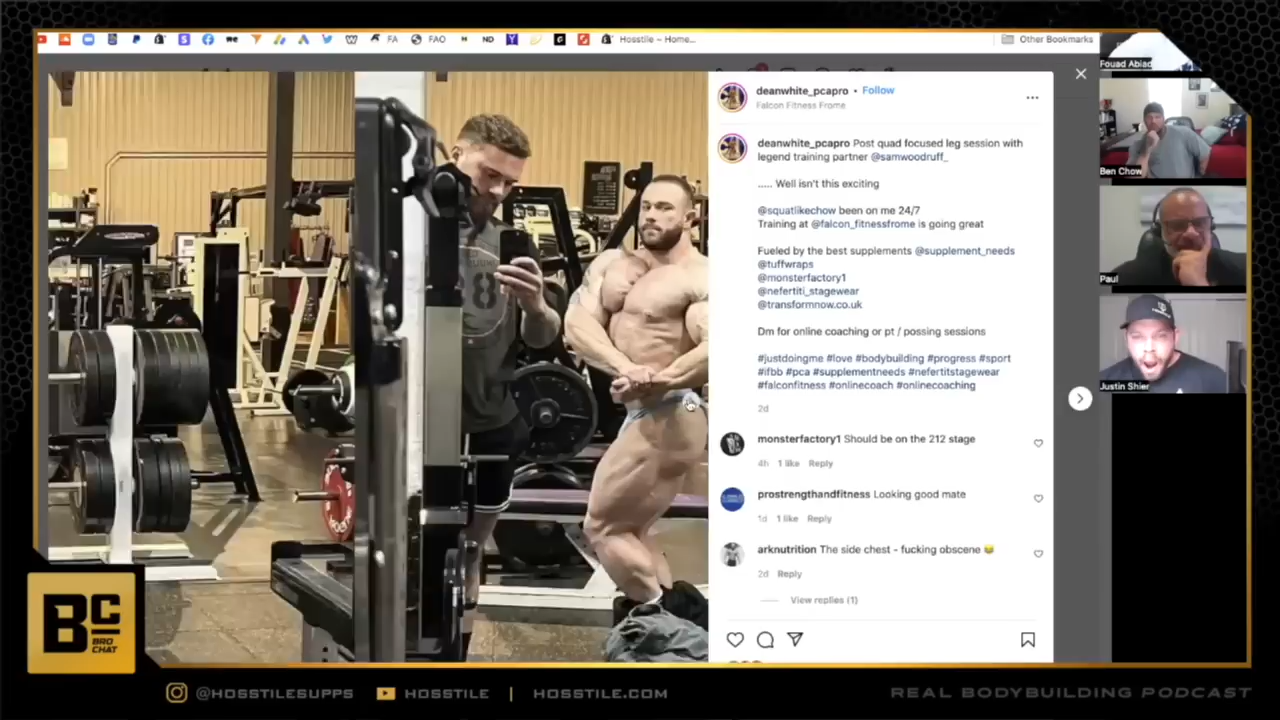 FA
FAO
ND
Hosstile – Home...
Other Bookmarks
deanwhite_pcapro • Follow
Falcon Fitness Frome
deanwhite_pcapro Post quad focused leg session with
legend training partner @samwoodruff_
..... Well isn't this exciting
@squatlikechow been on me 24/7
Training at @falcon_fitnessfrome is going great
Fueled by the best supplements @supplement_needs
@tuffwraps
@monsterfactory1
@nefertiti_stagewear
@transformnow.co.uk
Dm for online coaching or pt / possing sessions
#justdoingme #love #bodybuilding #progress #sport
#ifbb #pca #supplementneeds #nefertitstagewear
#falconfitness #onlinecoach #onlinecoaching
2d
monsterfactory1 Should be on the 212 stage
4h 1 like Reply
prostrengthandfitness Looking good mate
1d 1 like Reply
arknutrition The side chest - fucking obscene 😅
2d Reply
View replies (1)
Fouad Abiad
Ben Chow
Paul
Justin Shier
8
BC
BRO
CHAT
@HOSSTILESUPPS
HOSSTILE | HOSSTILE.COM
REAL BODYBUILDING PODCAST